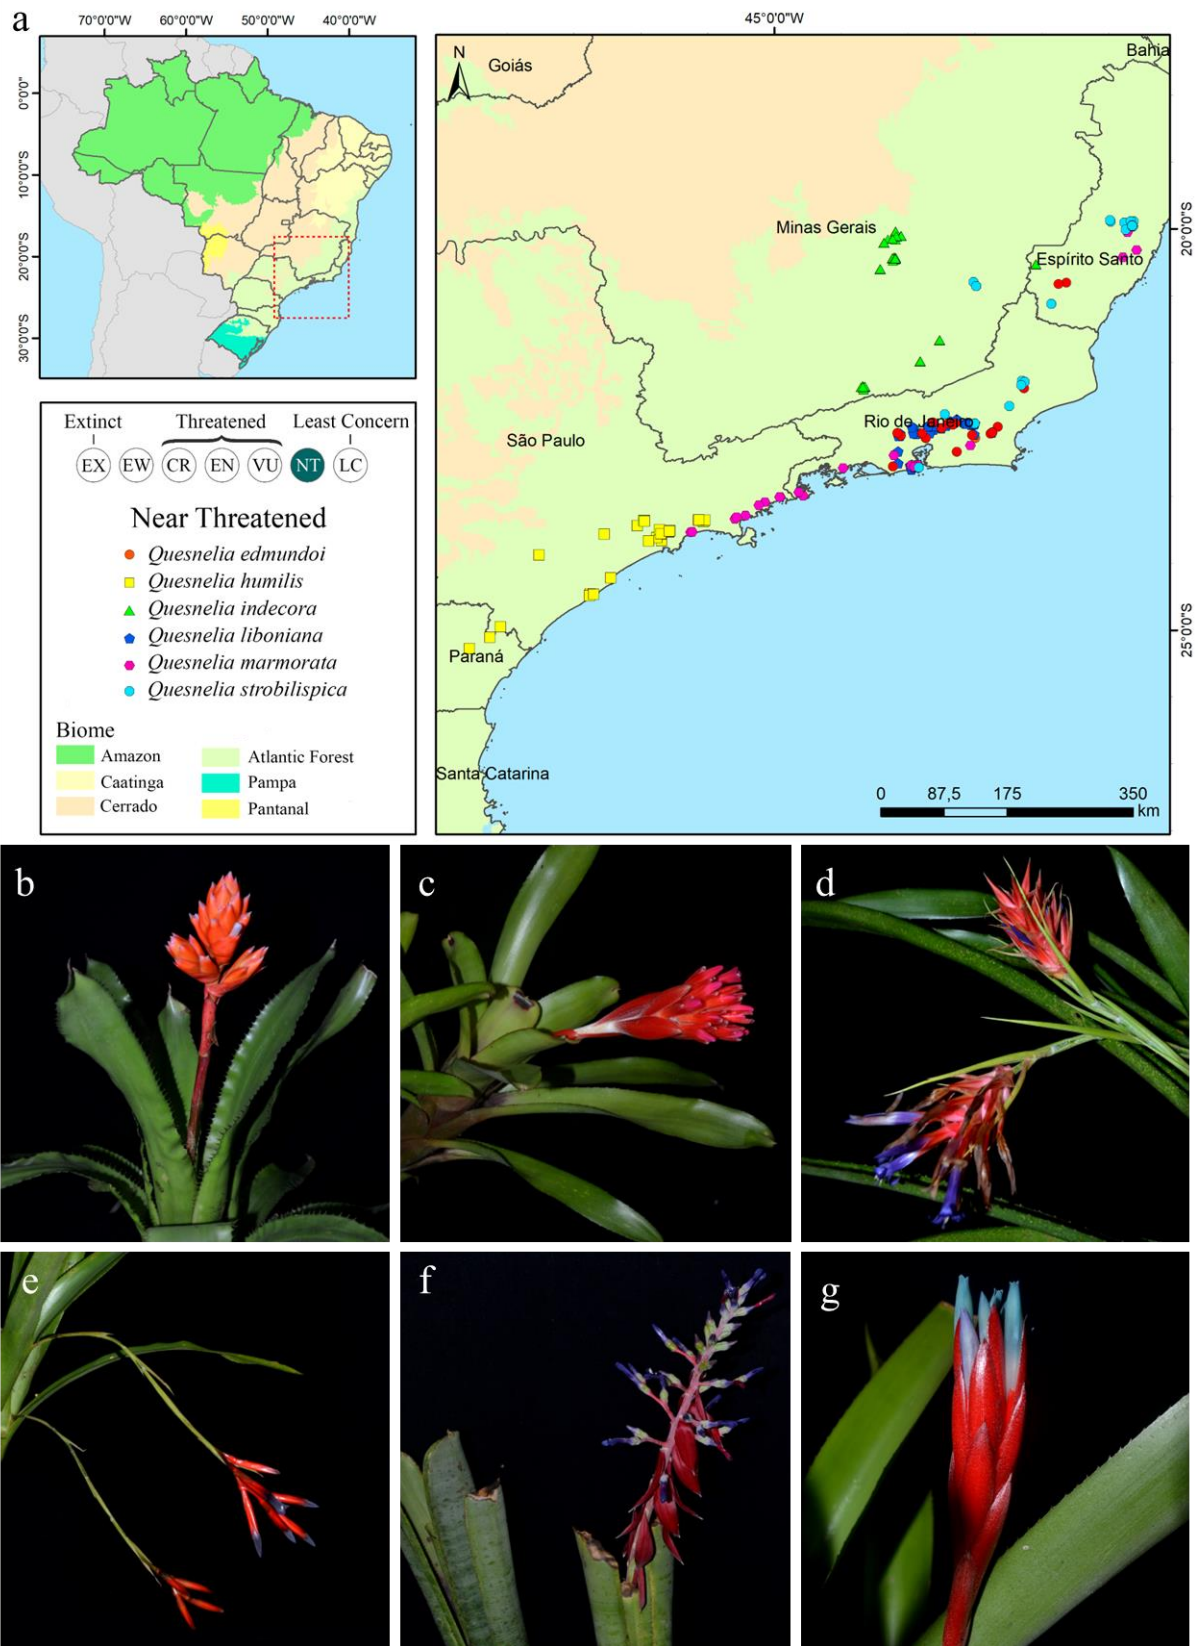 a
70°0'0"W 60°0'0"W 50°0'0"W 40°0'0"W
0°0'0"
10°0'0"S
20°0'0"S
30°0'0"S
45°0'0"W
N
Goiás
Bahia
Minas Gerais
Espírito Santo
São Paulo
Rio de Janeiro
Paraná
Santa Catarina
20°0'0"S
25°0'0"S
0 87,5 175 350
km
Extinct Threatened Least Concern
EX EW CR EN VU NT LC
Near Threatened
Quesnelia edmundoi
Quesnelia humilis
Quesnelia indecora
Quesnelia liboniana
Quesnelia marmorata
Quesnelia strobilispica
Biome
Amazon Atlantic Forest
Caatinga Pampa
Cerrado Pantanal
b c d
e f g